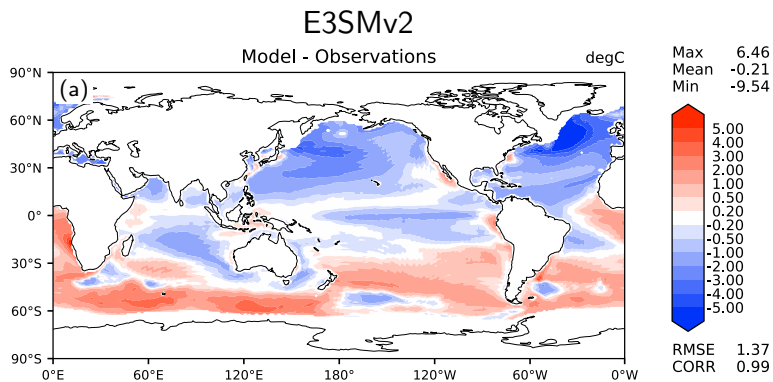 E3SMv2
Model - Observations
degC
(a)
90°N
60°N
30°N
0°
30°S
60°S
90°S
0°E 60°E 120°E 180° 120°W 60°W 0°W
Max 6.46
Mean -0.21
Min -9.54
5.00
4.00
3.00
2.00
1.00
0.50
0.20
-0.20
-0.50
-1.00
-2.00
-3.00
-4.00
-5.00
RMSE 1.37
CORR 0.99